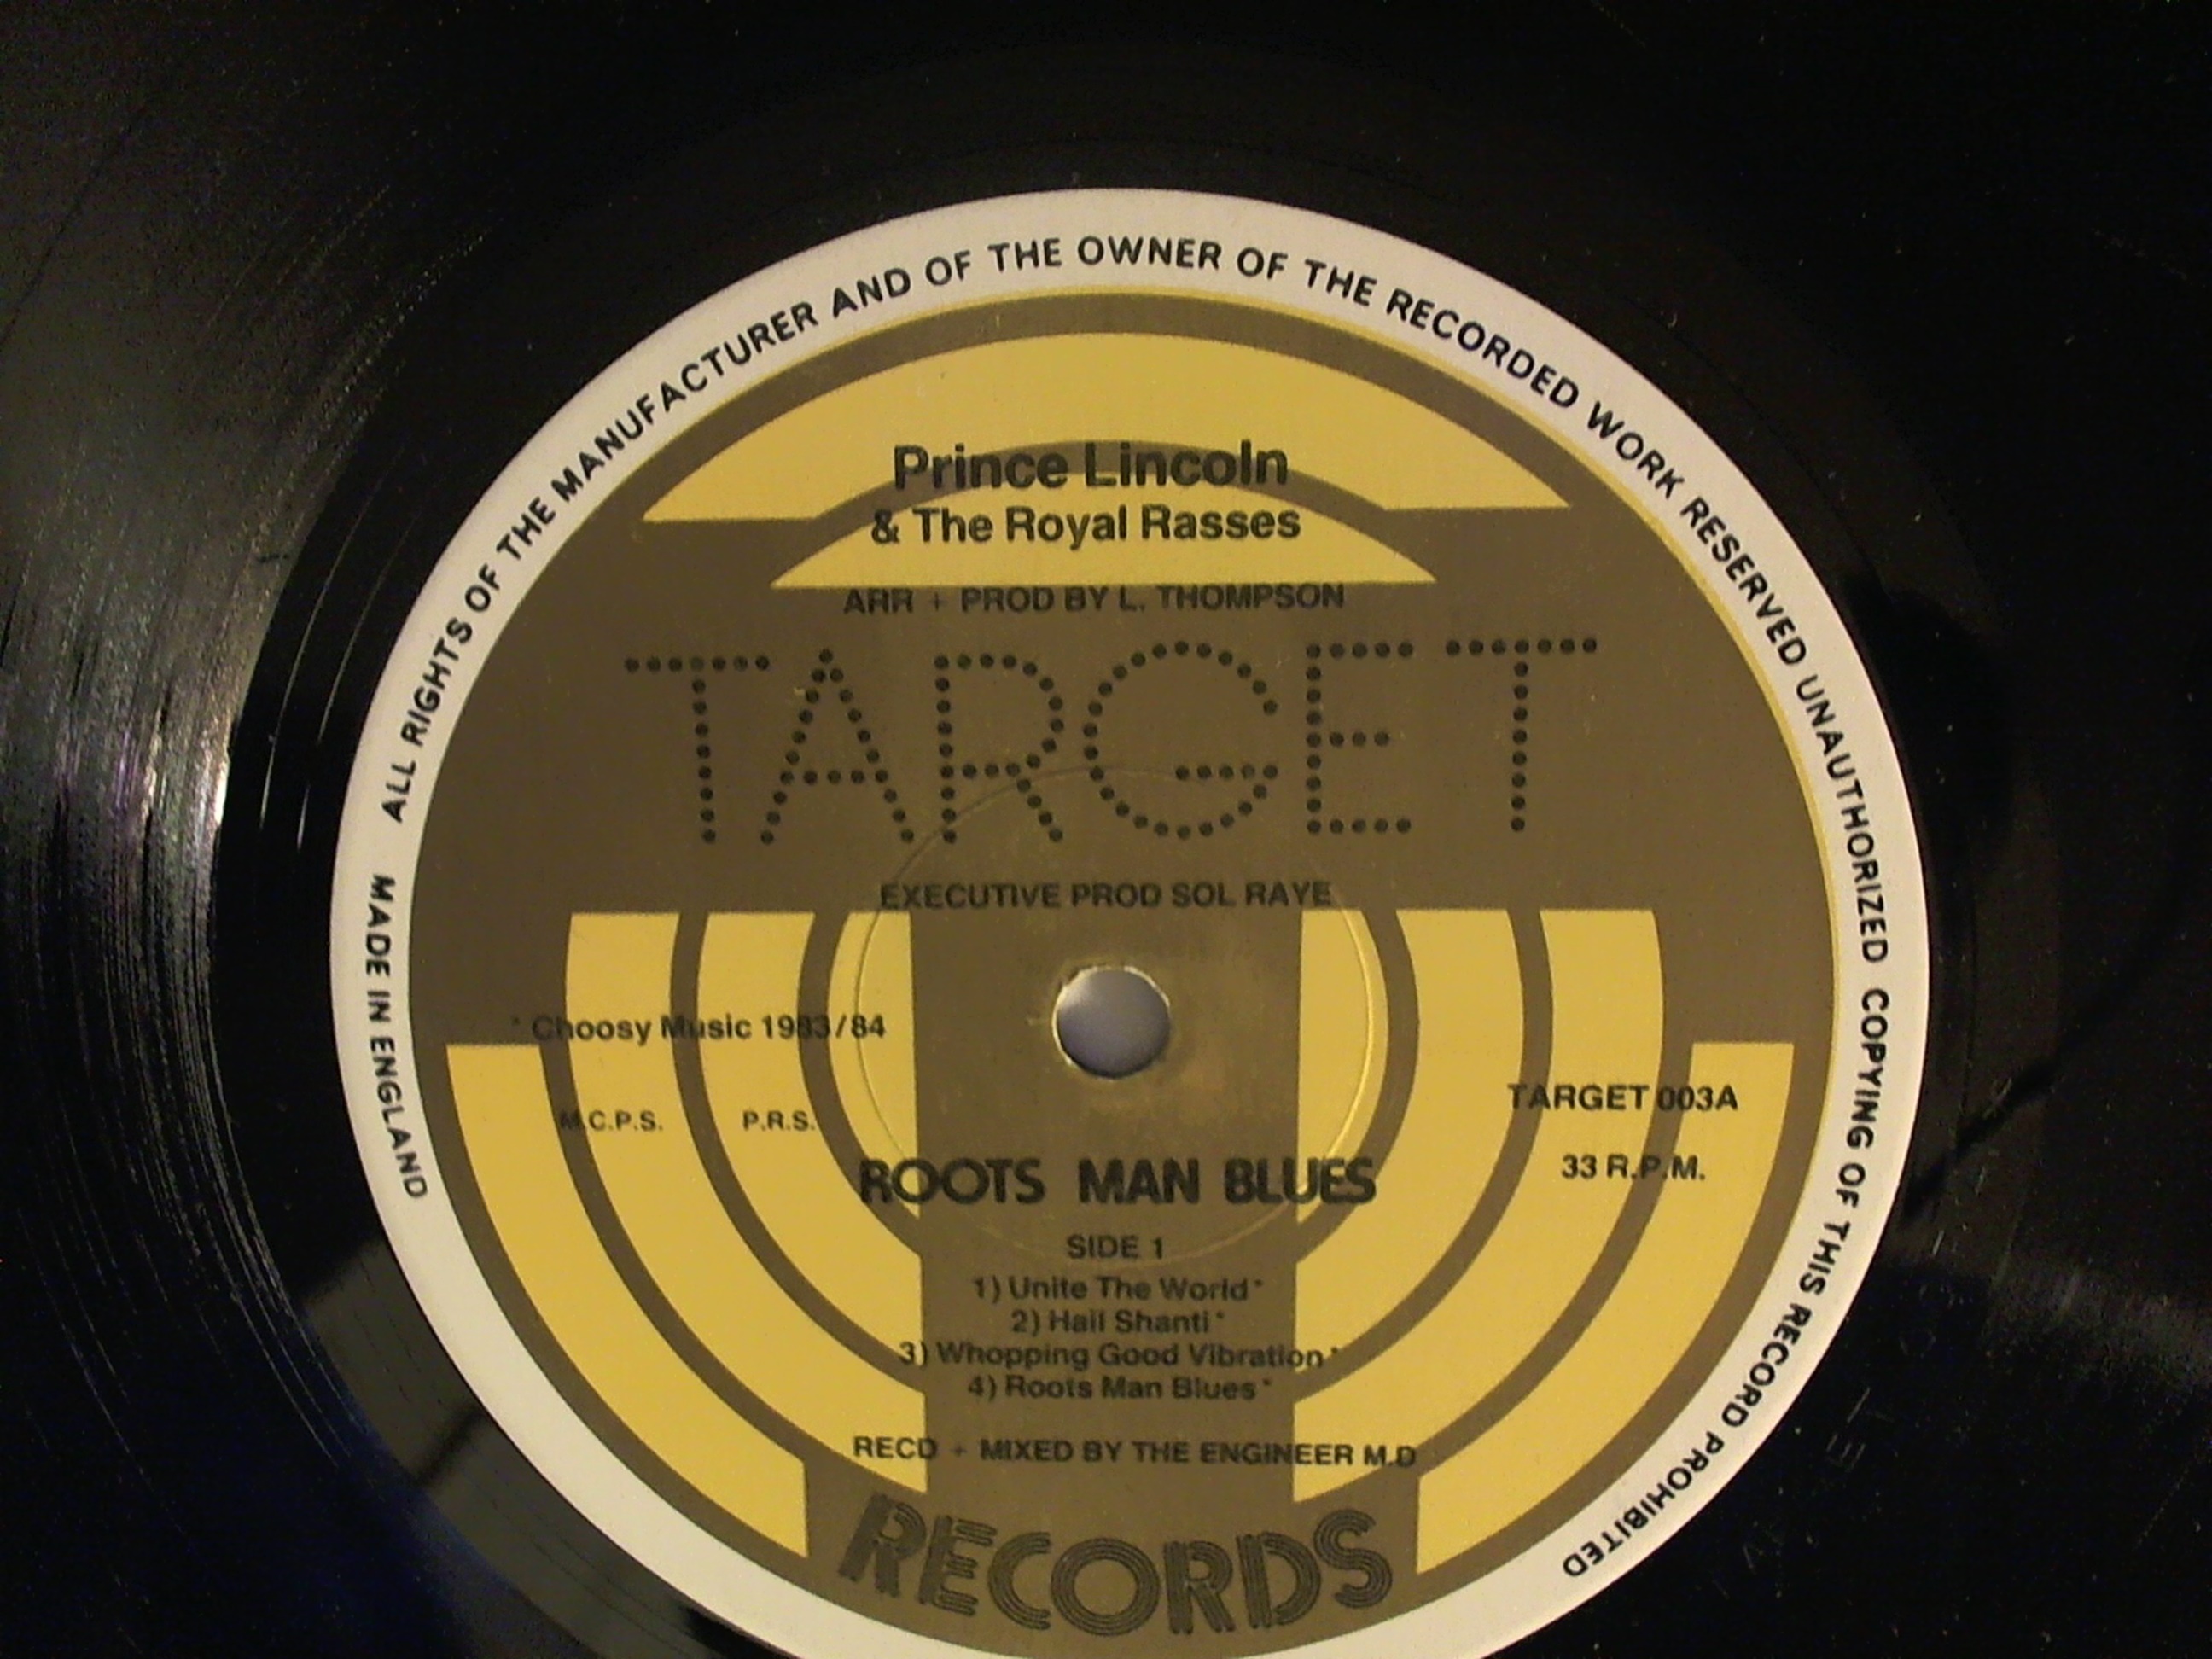 ALL RIGHTS OF THE MANUFACTURER AND OF THE OWNER OF THE RECORDED WORK RESERVED UNAUTHORIZED COPYING OF THIS RECORD PROHIBITED
MADE IN ENGLAND
Prince Lincoln
& The Royal Rasses
ARR + PROD BY L. THOMPSON
TARGET
EXECUTIVE PROD SOL RAYE
* Choosy Music 1983/84
M.C.P.S. P.R.S.
TARGET 003A
33 R.P.M.
ROOTS MAN BLUES
SIDE 1
1) Unite The World*
2) Hail Shanti*
3) Whopping Good Vibration*
4) Roots Man Blues*
RECD + MIXED BY THE ENGINEER M.D
RECORDS